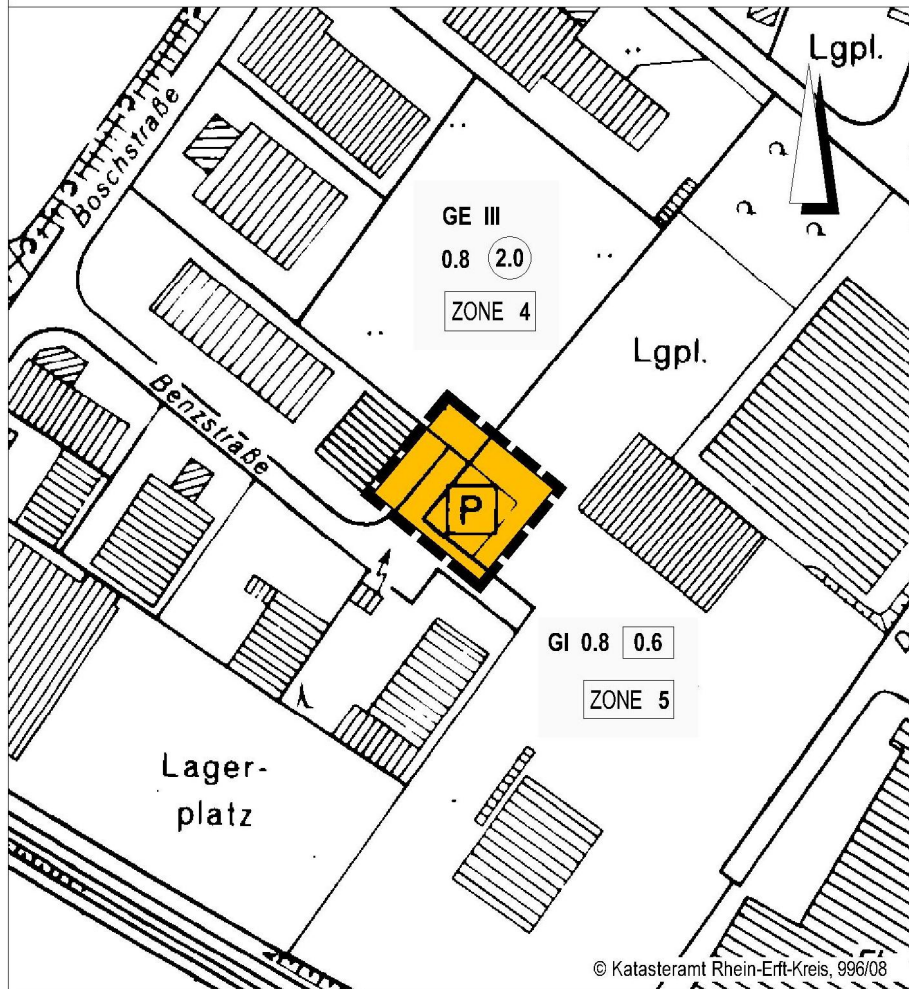 Lgpl.
Boschstraße
GE III
0.8 2.0
ZONE 4
Lgpl.
Benzstraße
P
GI 0.8 0.6
ZONE 5
Lager-
platz
© Katasteramt Rhein-Erft-Kreis, 996/08